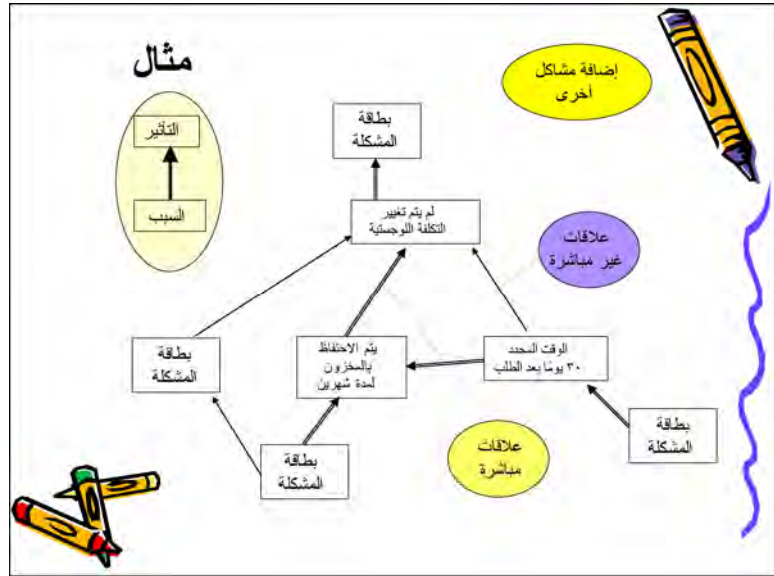 مثال
إضافة مشاكل
أخرى
التأثير
السبب
بطاقة
المشكلة
لم يتم تغيير
التكلفة اللوجستية
علاقات
غير مباشرة
بطاقة
المشكلة
يتم الاحتفاظ
بالمخزون
لمدة شهرين
الوقت المحدد
٣٠ يومًا بعد الطلب
بطاقة
المشكلة
علاقات
مباشرة
بطاقة
المشكلة